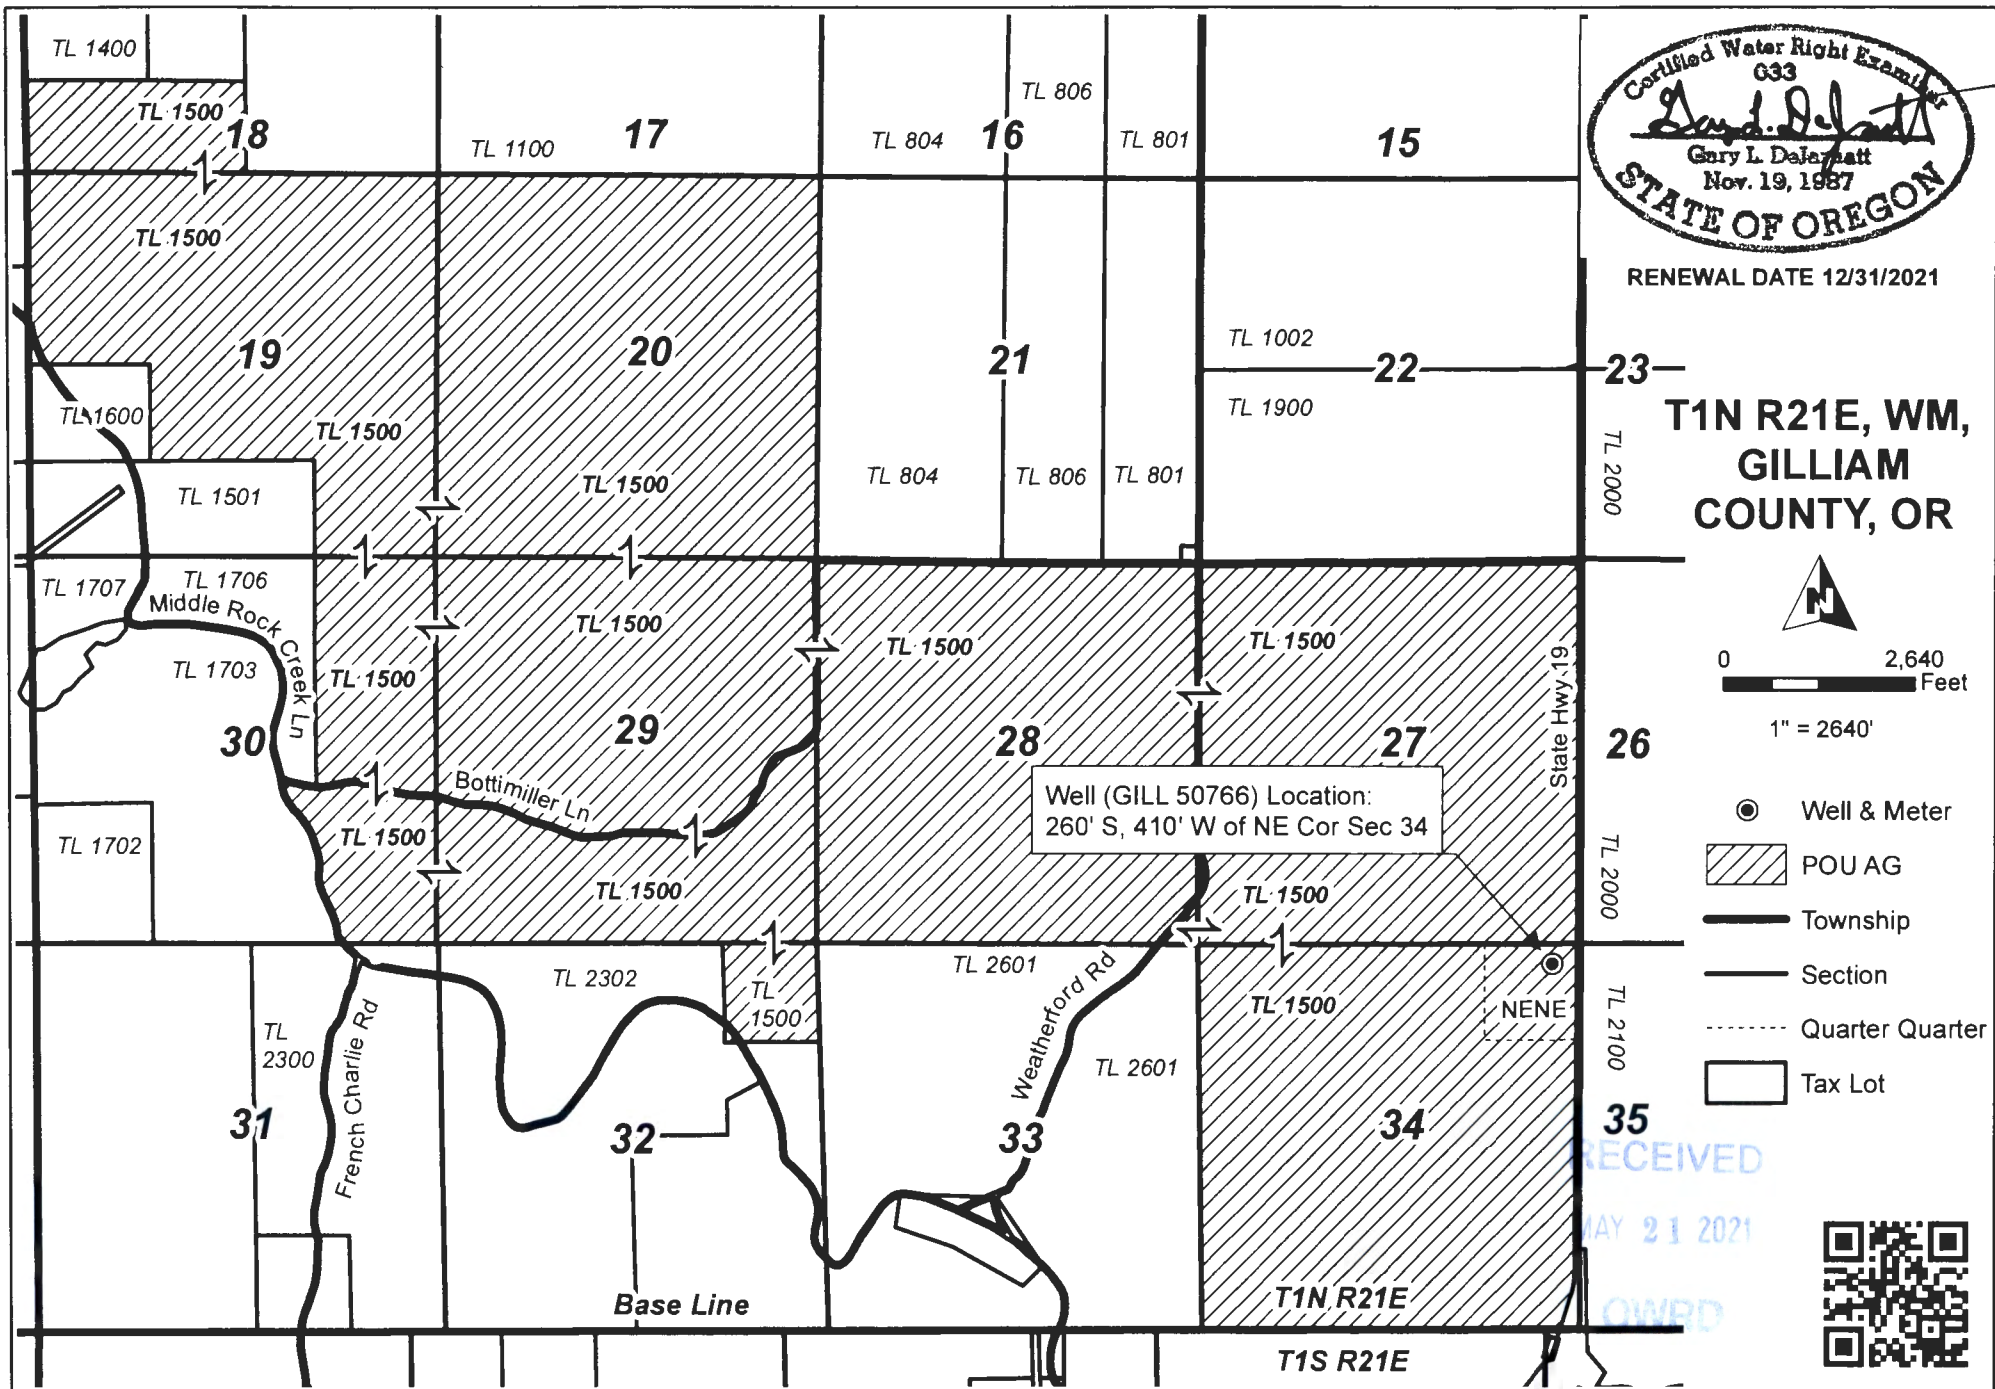 TL 1400
TL 1500
18
TL 1100
17
TL 804
16
TL 806
TL 801
15
Certified Water Right Examiner
033
Gary L. DeJarnatt
Nov. 19, 1987
STATE OF OREGON
RENEWAL DATE 12/31/2021
TL 1500
19
20
21
TL 1002
22
23
TL 1900
TL 1600
TL 1500
TL 1500
TL 1501
TL 804
TL 806
TL 801
TL 2000
T1N R21E, WM,
GILLIAM
COUNTY, OR
N
0 2,640
Feet
1" = 2640'
TL 1707
TL 1706
Middle Rock Creek Ln
TL 1703
TL 1500
TL 1500
TL 1500
TL 1500
State Hwy 19
30
29
28
27
26
Bottimiller Ln
Well (GILL 50766) Location:
260' S, 410' W of NE Cor Sec 34
TL 1702
TL 1500
TL 1500
TL 1500
TL 2000
Well & Meter
POU AG
Township
Section
Quarter Quarter
Tax Lot
TL 2302
TL
1500
TL 2601
Weatherford Rd
TL 1500
NENE
TL 2100
TL
2300
French Charlie Rd
TL 2601
31
32
33
34
35
RECEIVED
MAY 21 2021
OWRD
Base Line
T1N R21E
T1S R21E